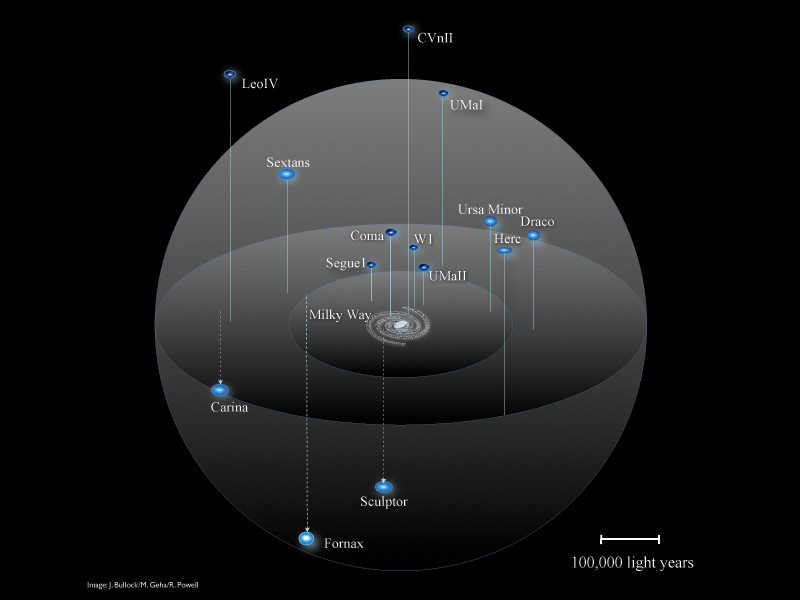 CVnII
LeoIV
UMaI
Sextans
Ursa Minor
Draco
Coma
W1
Herc
Segue1
UMaII
Milky Way
Carina
Sculptor
Fornax
100,000 light years
Image: J. Bullock/M. Geha/R. Powell